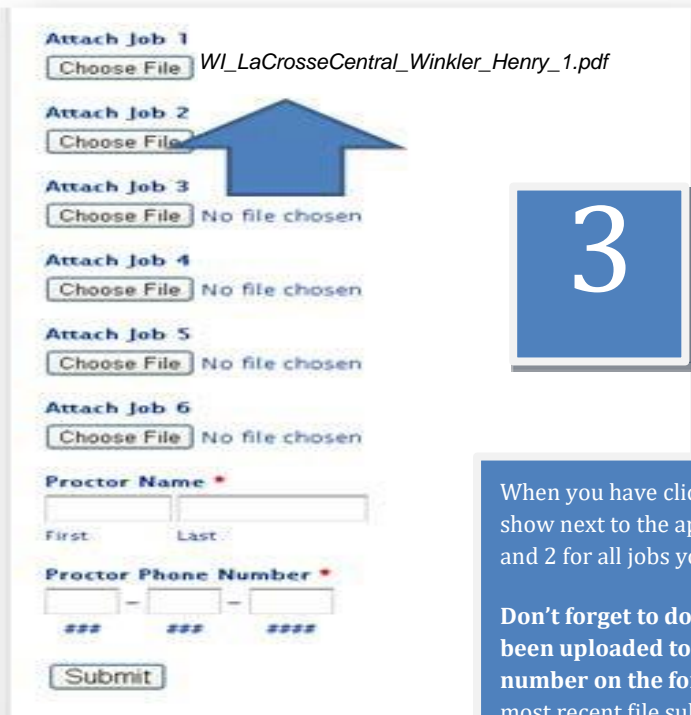 Attach Job 1
Choose File WI_LaCrosseCentral_Winkler_Henry_1.pdf
Attach Job 2
Choose File
Attach Job 3
Choose File No file chosen
Attach Job 4
Choose File No file chosen
Attach Job 5
Choose File No file chosen
Attach Job 6
Choose File No file chosen
Proctor Name *
First Last
Proctor Phone Number *
– –
### ### ####
Submit
3
When you have
show next to the
and 2 for all jobs
Don’t forget to do
been uploaded to
number on the
most recent file